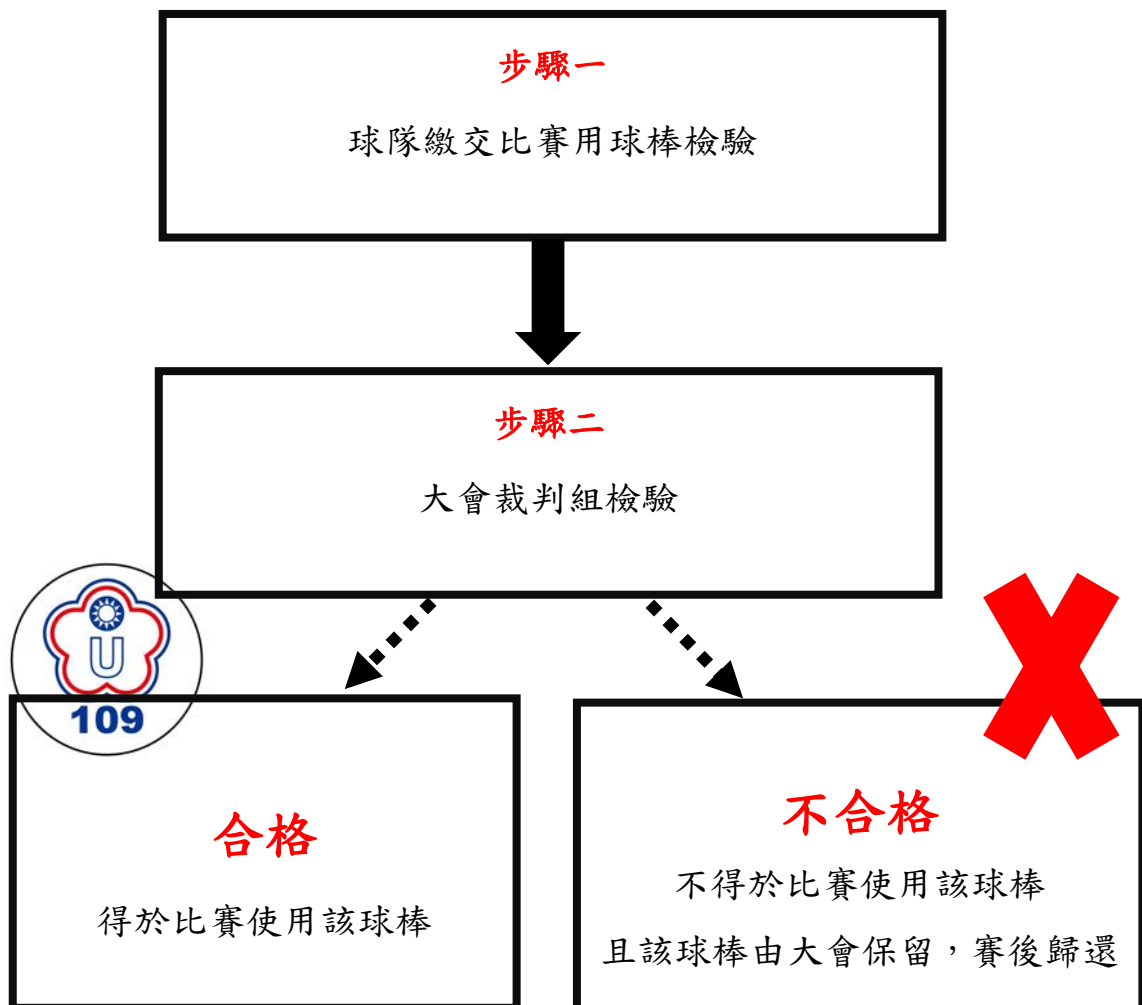 步驟一
球隊繳交比賽用球棒檢驗
步驟二
大會裁判組檢驗
U
109
合格
得於比賽使用該球棒
不合格
不得於比賽使用該球棒
且該球棒由大會保留，賽後歸還